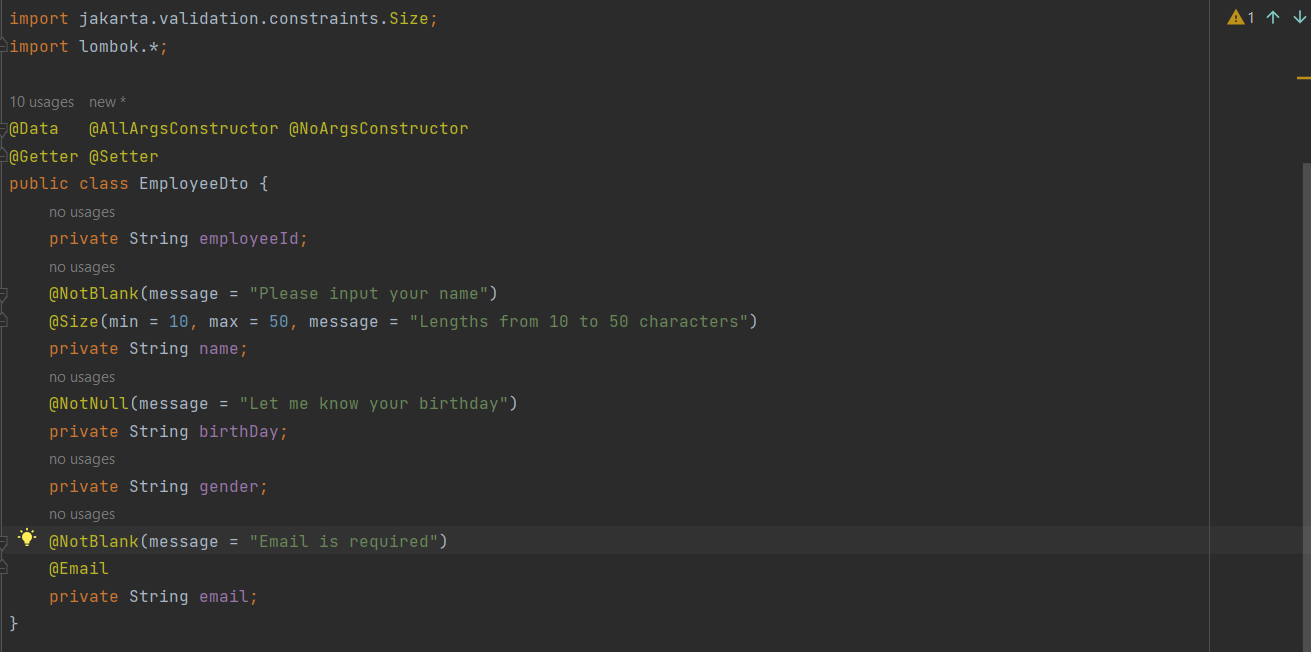 import jakarta.validation.constraints.Size;
import lombok.*;
10 usages new *
@Data @AllArgsConstructor @NoArgsConstructor
@Getter @Setter
public class EmployeeDto {
no usages
private String employeeId;
no usages
@NotBlank(message = "Please input your name")
@Size(min = 10, max = 50, message = "Lengths from 10 to 50 characters")
private String name;
no usages
@NotNull(message = "Let me know your birthday")
private String birthDay;
no usages
private String gender;
no usages
@NotBlank(message = "Email is required")
@Email
private String email;
}
1